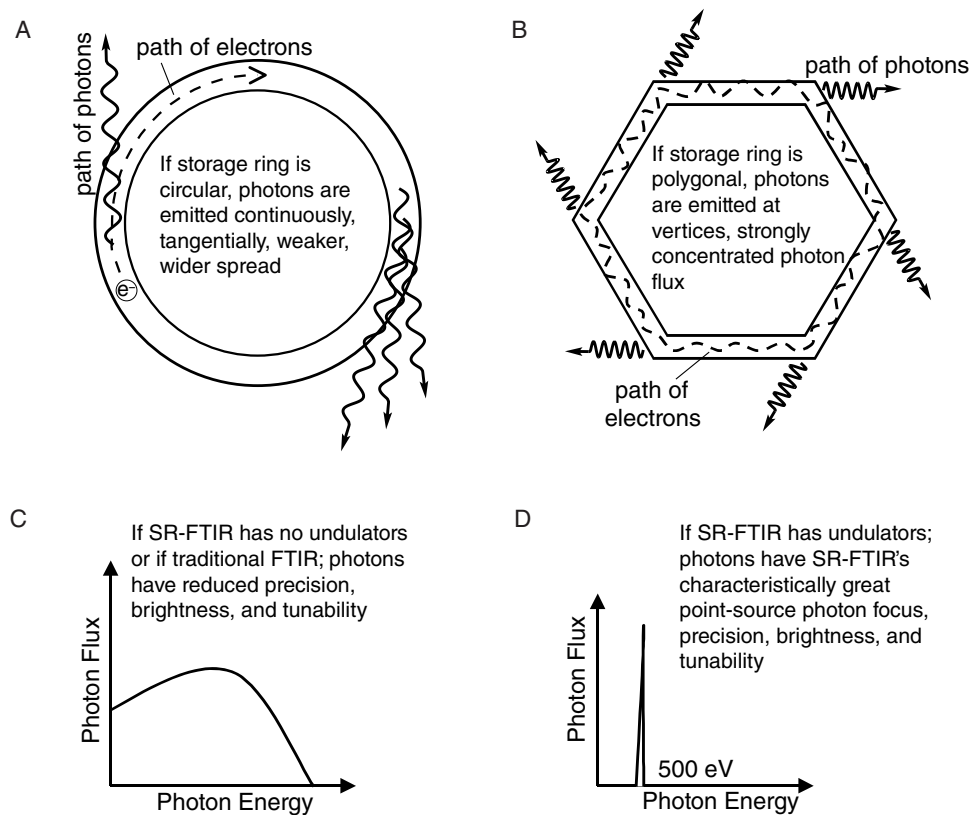 A
path of electrons
path of photons
If storage ring is
circular, photons are
emitted continuously,
tangentially, weaker,
wider spread
e–
B
path of photons
If storage ring is
polygonal, photons
are emitted at
vertices, strongly
concentrated photon
flux
path of
electrons
C
If SR-FTIR has no undulators
or if traditional FTIR; photons
have reduced precision,
brightness, and tunability
Photon Flux
Photon Energy
D
If SR-FTIR has undulators;
photons have SR-FTIR's
characteristically great
point-source photon focus,
precision, brightness, and
tunability
Photon Flux
500 eV
Photon Energy